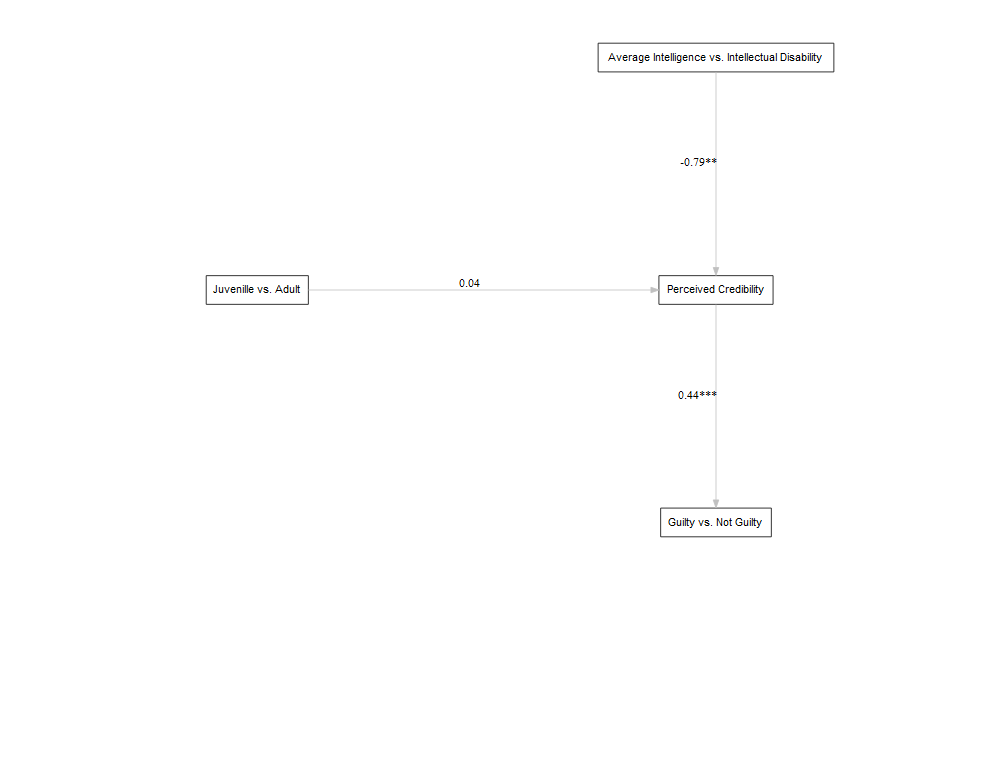 Average Intelligence vs. Intellectual Disability
-0.79**
Juvenille vs. Adult
0.04
Perceived Credibility
0.44***
Guilty vs. Not Guilty